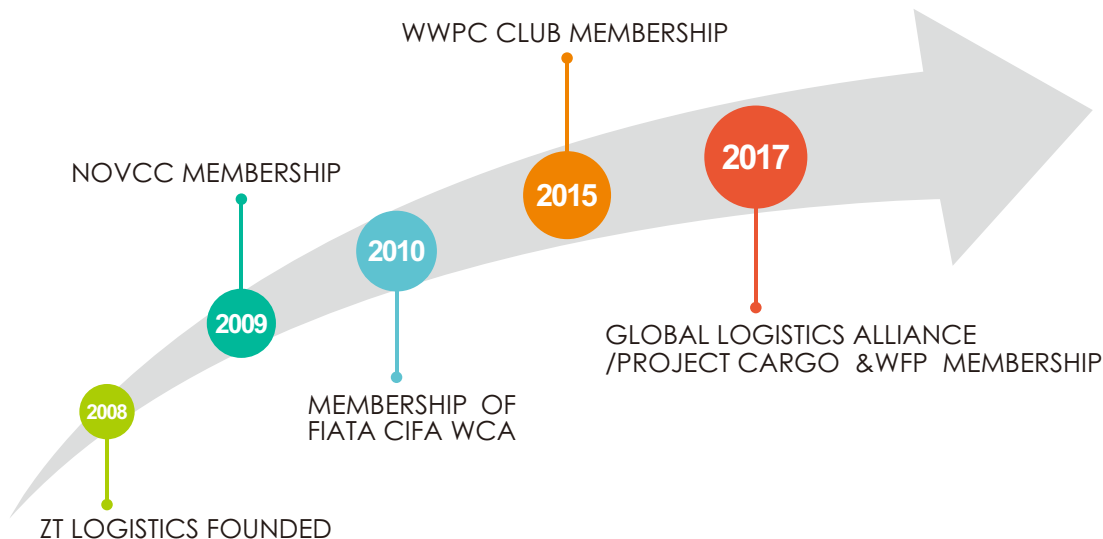 WWPC CLUB MEMBERSHIP
2017
NOVCC MEMBERSHIP
2015
2010
2009
GLOBAL LOGISTICS ALLIANCE
/PROJECT CARGO &WFP MEMBERSHIP
2008
MEMBERSHIP OF
FIATA CIFA WCA
ZT LOGISTICS FOUNDED